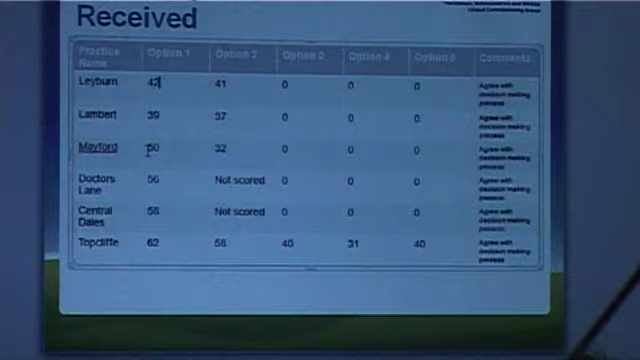 Received
Clinical Commissioning Group
Practice Name Option 1 Option 2 Option 3 Option 4 Option 5 Comments
Leyburn 42 41 0 0 0 Agree with decision making process
Lambert 39 37 0 0 0 Agree with decision making process
Mayford 50 32 0 0 0 Agree with decision making process
Doctors Lane 56 Not scored 0 0 0 Agree with decision making process
Central Dales 58 Not scored 0 0 0 Agree with decision making process
Topcliffe 62 58 40 31 40 Agree with decision making process